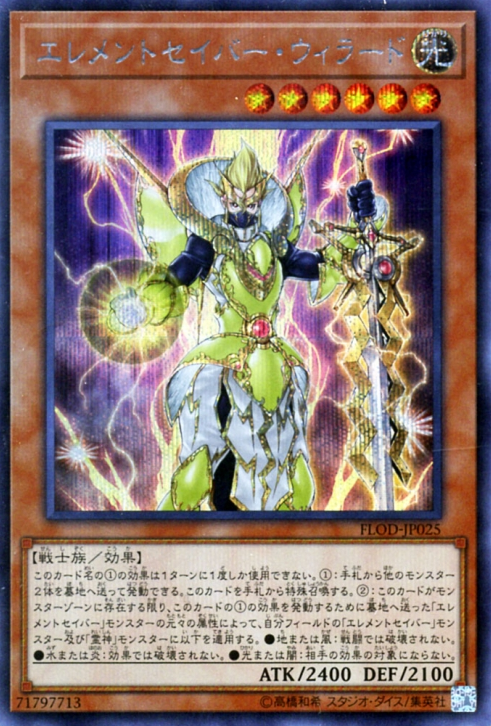 エレメントセイバー・ウィラード 光
FLOD-JP025
【戦士族/効果】
このカード名の①の効果は1ターンに1度しか使用できない。①:手札から他のモンスター
2体を墓地へ送って発動できる。このカードを手札から特殊召喚する。②:このカードが
モンスターゾーンに存在する限り、このカードの①の効果を発動するために墓地へ送った「エ
レメントセイバー」モンスターの元々の属性によって、自分フィールドの「エレメントセイバー」モン
スター及び「霊神」モンスターに以下を適用する。●地または風:戦闘では破壊されない。
●水または炎:効果では破壊されない。●光または闇:相手の効果の対象にならない。
ATK/2400 DEF/2100
71797713 ©高橋和希 スタジオ・ダイス/集英社